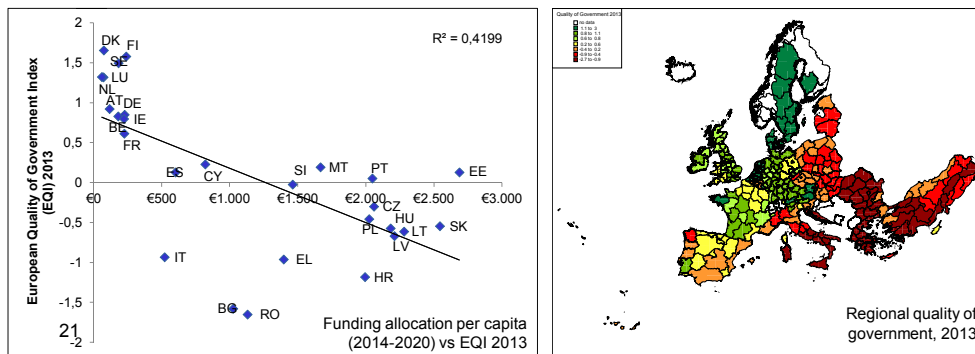 European Quality of Government Index
(EQI) 2013
2
1,5
1
0,5
0
-0,5
-1
-1,5
-2
€0
€500
€1.000
€1.500
€2.000
€2.500
€3.000
R² = 0,4199
DK
FI
SE
LU
NL
AT
DE
BE
IE
FR
ES
CY
SI
MT
PT
EE
CZ
HU
PL
LT
LV
SK
IT
EL
HR
BG
RO
21
Funding allocation per capita
(2014-2020) vs EQI 2013
Quality of Government 2013
no data
Regional quality of
government, 2013